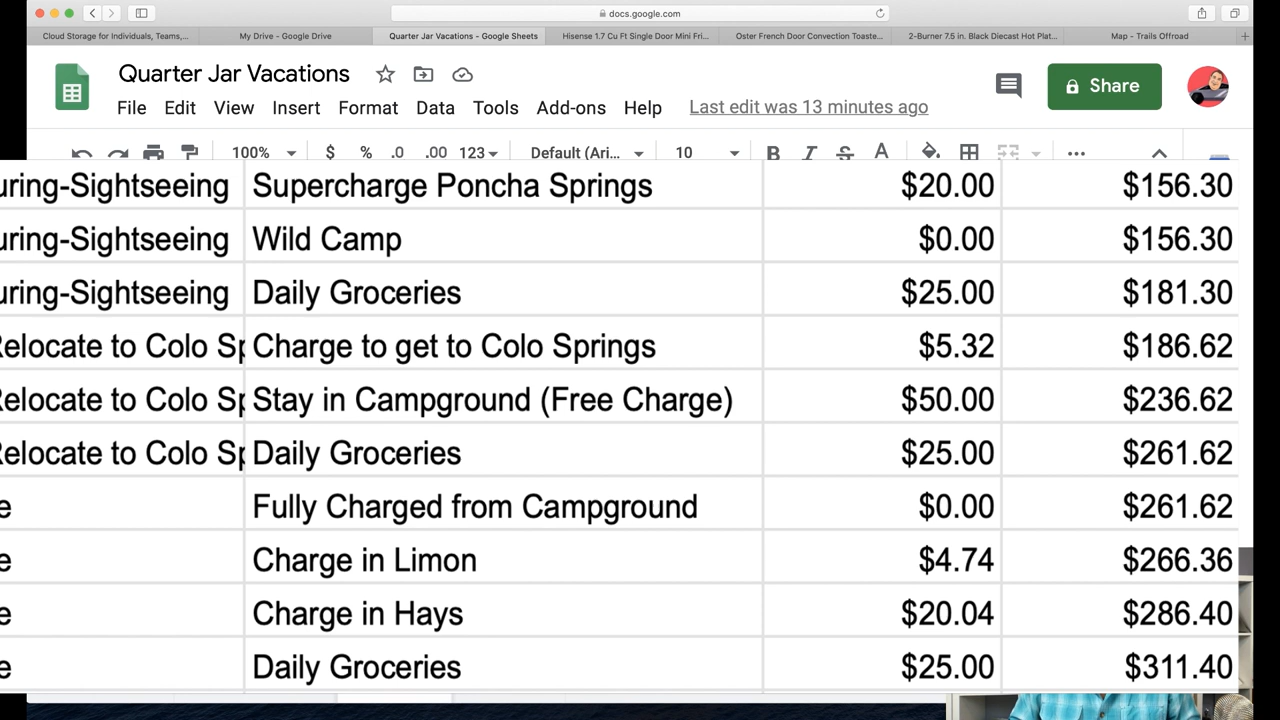 docs.google.com
Cloud Storage for Individuals, Teams,...
My Drive - Google Drive
Quarter Jar Vacations - Google Sheets
Hisense 1.7 Cu Ft Single Door Mini Fri...
Oster French Door Convection Toaste...
2-Burner 7.5 in. Black Diecast Hot Plat...
Map - Trails Offroad
Quarter Jar Vacations
File Edit View Insert Format Data Tools Add-ons Help Last edit was 13 minutes ago
Share
100% $ % .0 .00 123 Default (Ari... 10 B I S A
uring-Sightseeing Supercharge Poncha Springs $20.00 $156.30
uring-Sightseeing Wild Camp $0.00 $156.30
uring-Sightseeing Daily Groceries $25.00 $181.30
Relocate to Colo Sp Charge to get to Colo Springs $5.32 $186.62
Relocate to Colo Sp Stay in Campground (Free Charge) $50.00 $236.62
Relocate to Colo Sp Daily Groceries $25.00 $261.62
e Fully Charged from Campground $0.00 $261.62
e Charge in Limon $4.74 $266.36
e Charge in Hays $20.04 $286.40
e Daily Groceries $25.00 $311.40